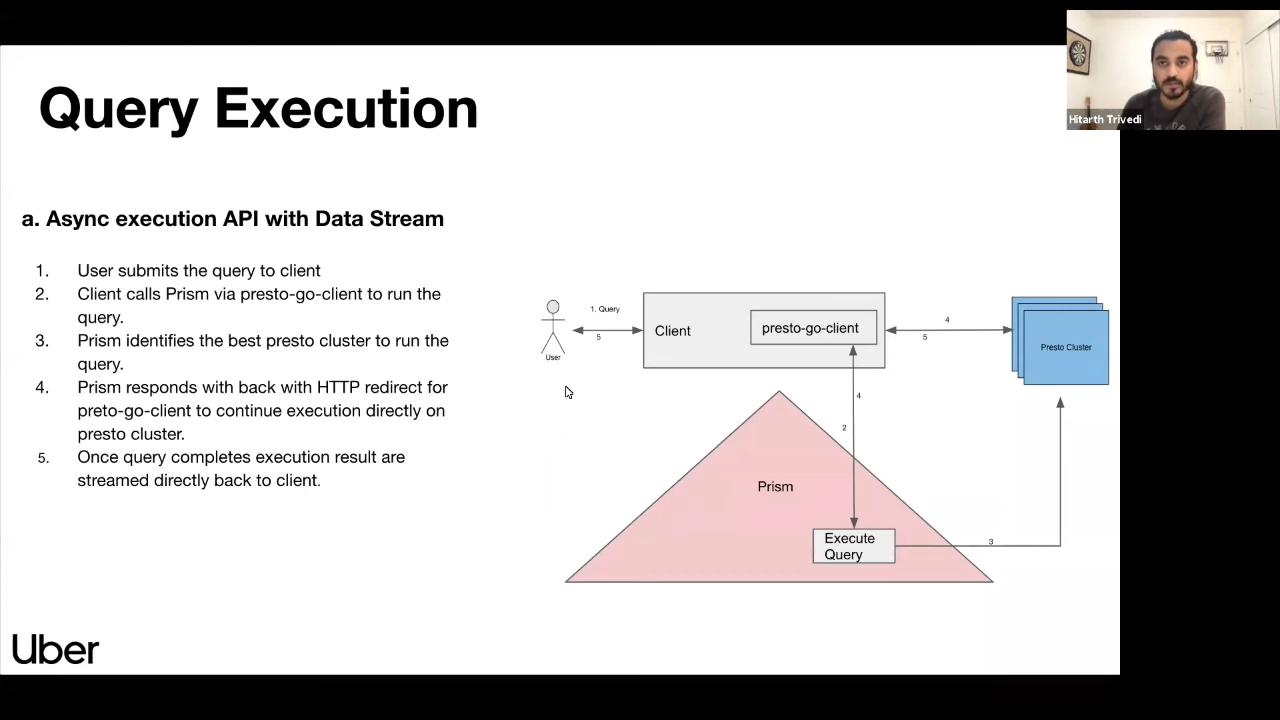 Query Execution
Hitarth Trivedi
a. Async execution API with Data Stream
1. User submits the query to client
2. Client calls Prism via presto-go-client to run the
query.
3. Prism identifies the best presto cluster to run the
query.
4. Prism responds with back with HTTP redirect for
preto-go-client to continue execution directly on
presto cluster.
5. Once query completes execution result are
streamed directly back to client.
1. Query
5
User
Client
presto-go-client
4
5
Presto Cluster
4
2
Prism
Execute
Query
3
Uber